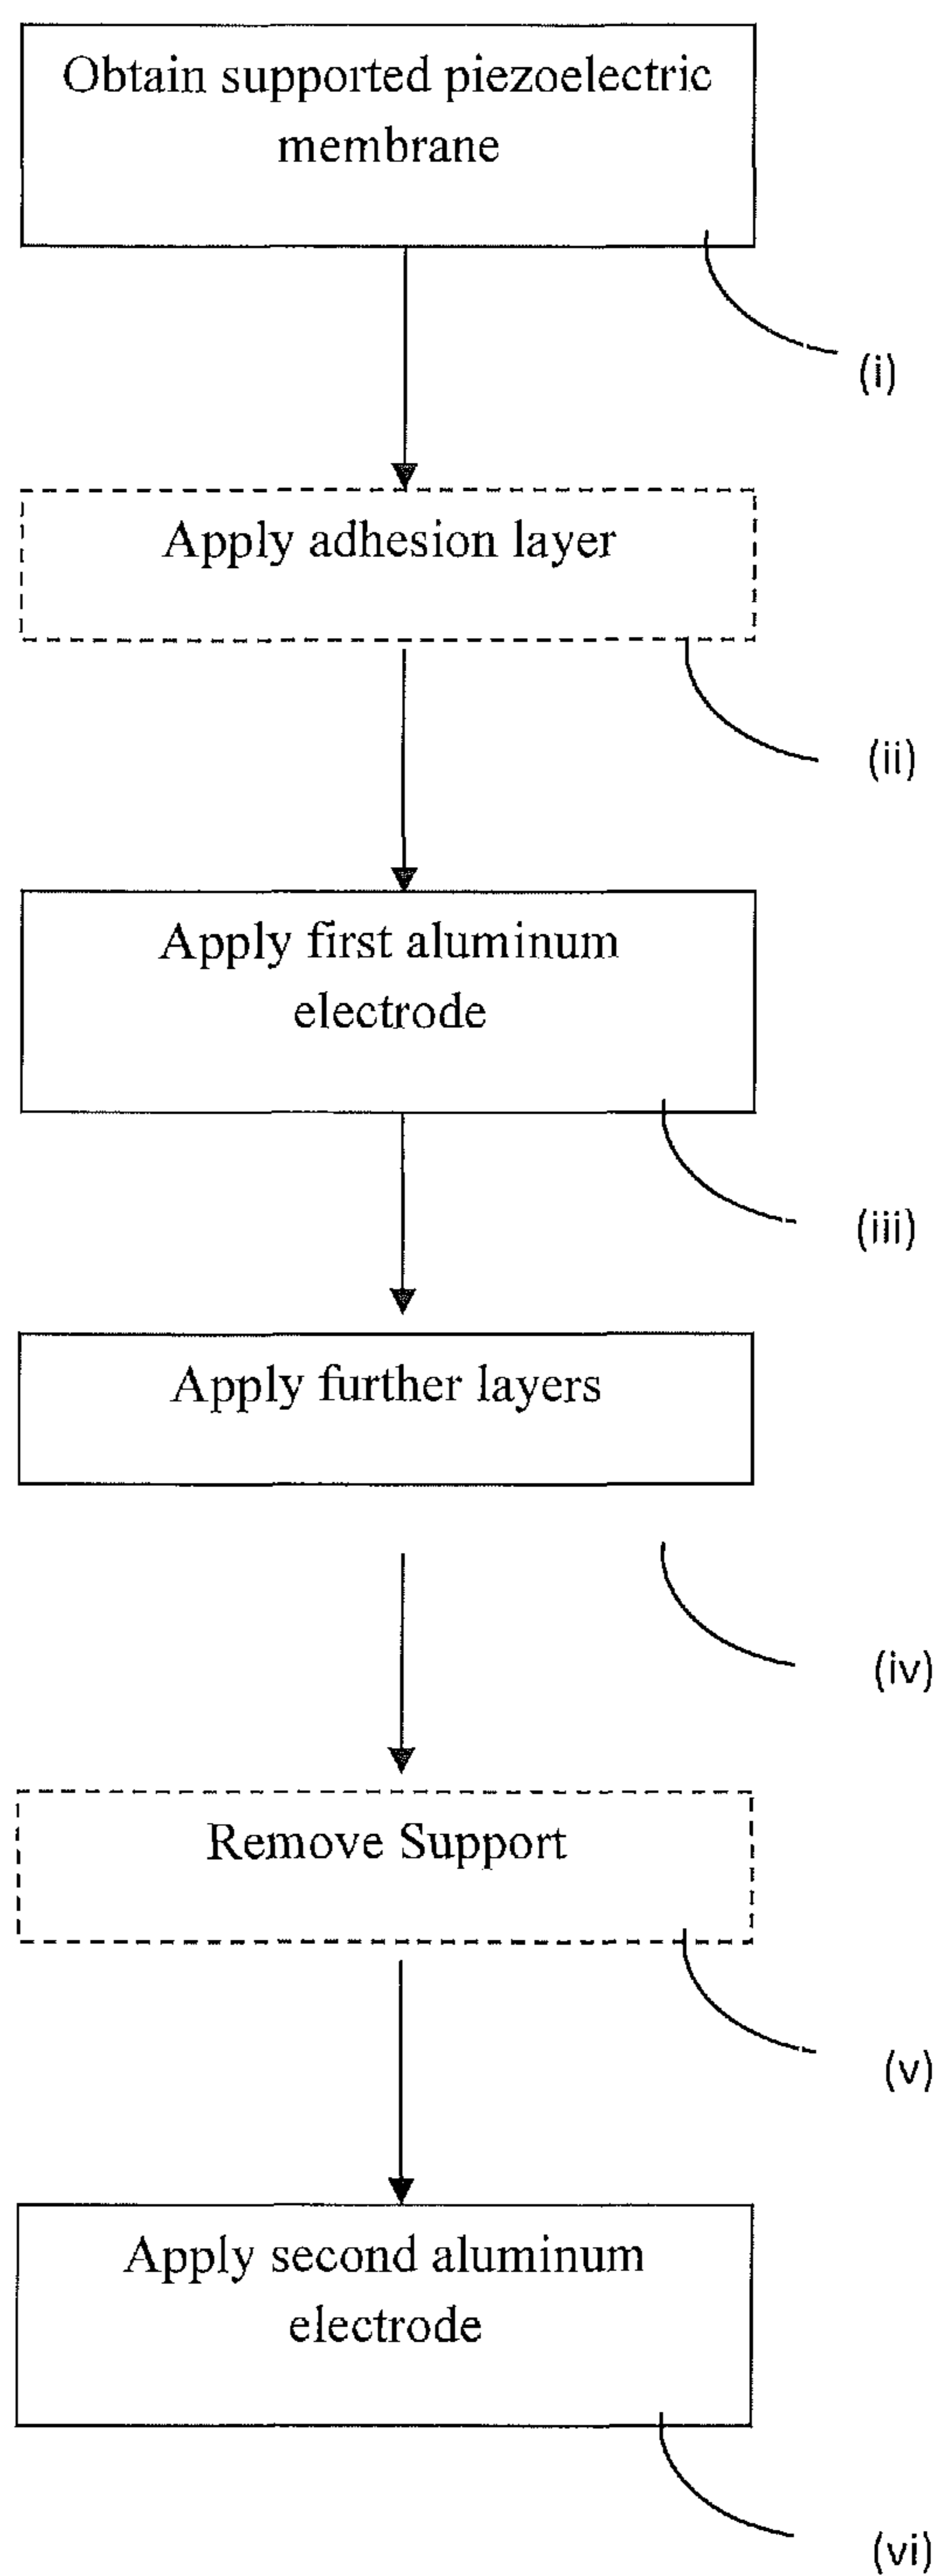 Obtain supported piezoelectric
membrane
(i)
Apply adhesion layer
(ii)
Apply first aluminum
electrode
(iii)
Apply further layers
(iv)
Remove Support
(v)
Apply second aluminum
electrode
(vi)